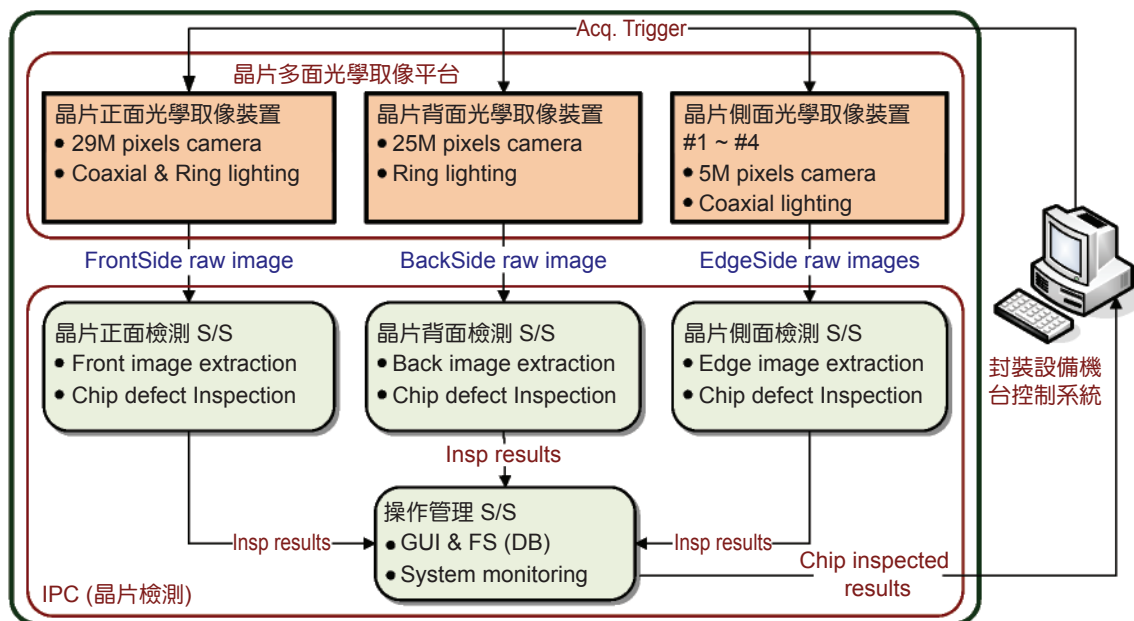 Acq. Trigger
晶片多面光學取像平台
晶片正面光學取像裝置
● 29M pixels camera
● Coaxial & Ring lighting
晶片背面光學取像裝置
● 25M pixels camera
● Ring lighting
晶片側面光學取像裝置
#1 ~ #4
● 5M pixels camera
● Coaxial lighting
FrontSide raw image
BackSide raw image
EdgeSide raw images
晶片正面檢測 S/S
● Front image extraction
● Chip defect Inspection
晶片背面檢測 S/S
● Back image extraction
● Chip defect Inspection
晶片側面檢測 S/S
● Edge image extraction
● Chip defect Inspection
封裝設備機
台控制系統
Insp results
操作管理 S/S
● GUI & FS (DB)
● System monitoring
Insp results
Insp results
Chip inspected
results
IPC (晶片檢測)